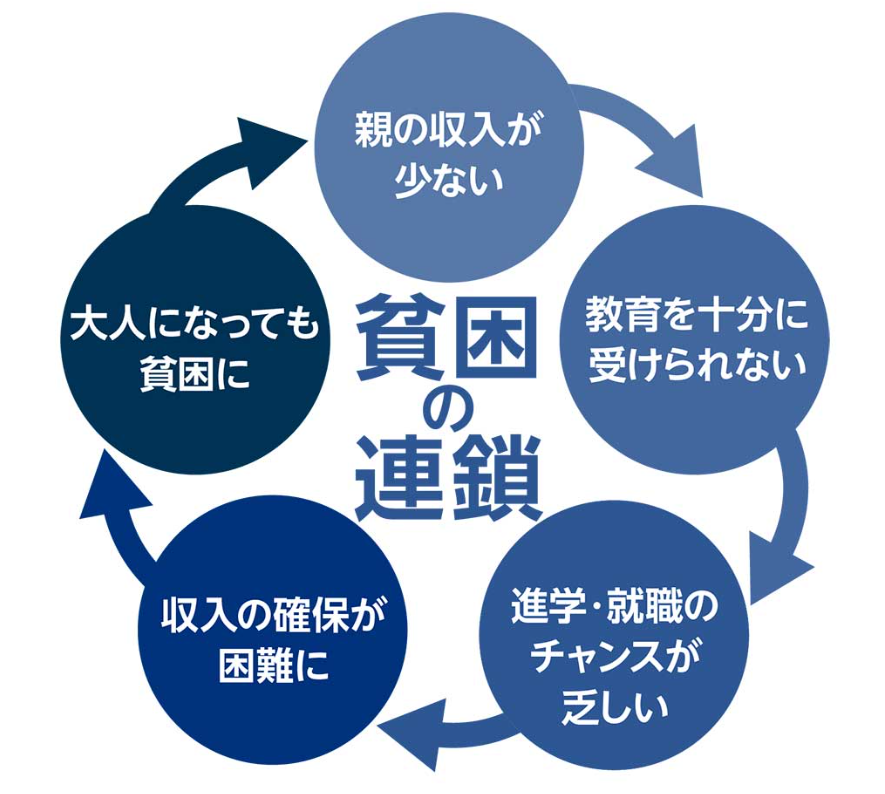 親の収入が
少ない
教育を十分に
受けられない
進学・就職の
チャンスが
乏しい
収入の確保が
困難に
大人になっても
貧困に
貧困
の
連鎖